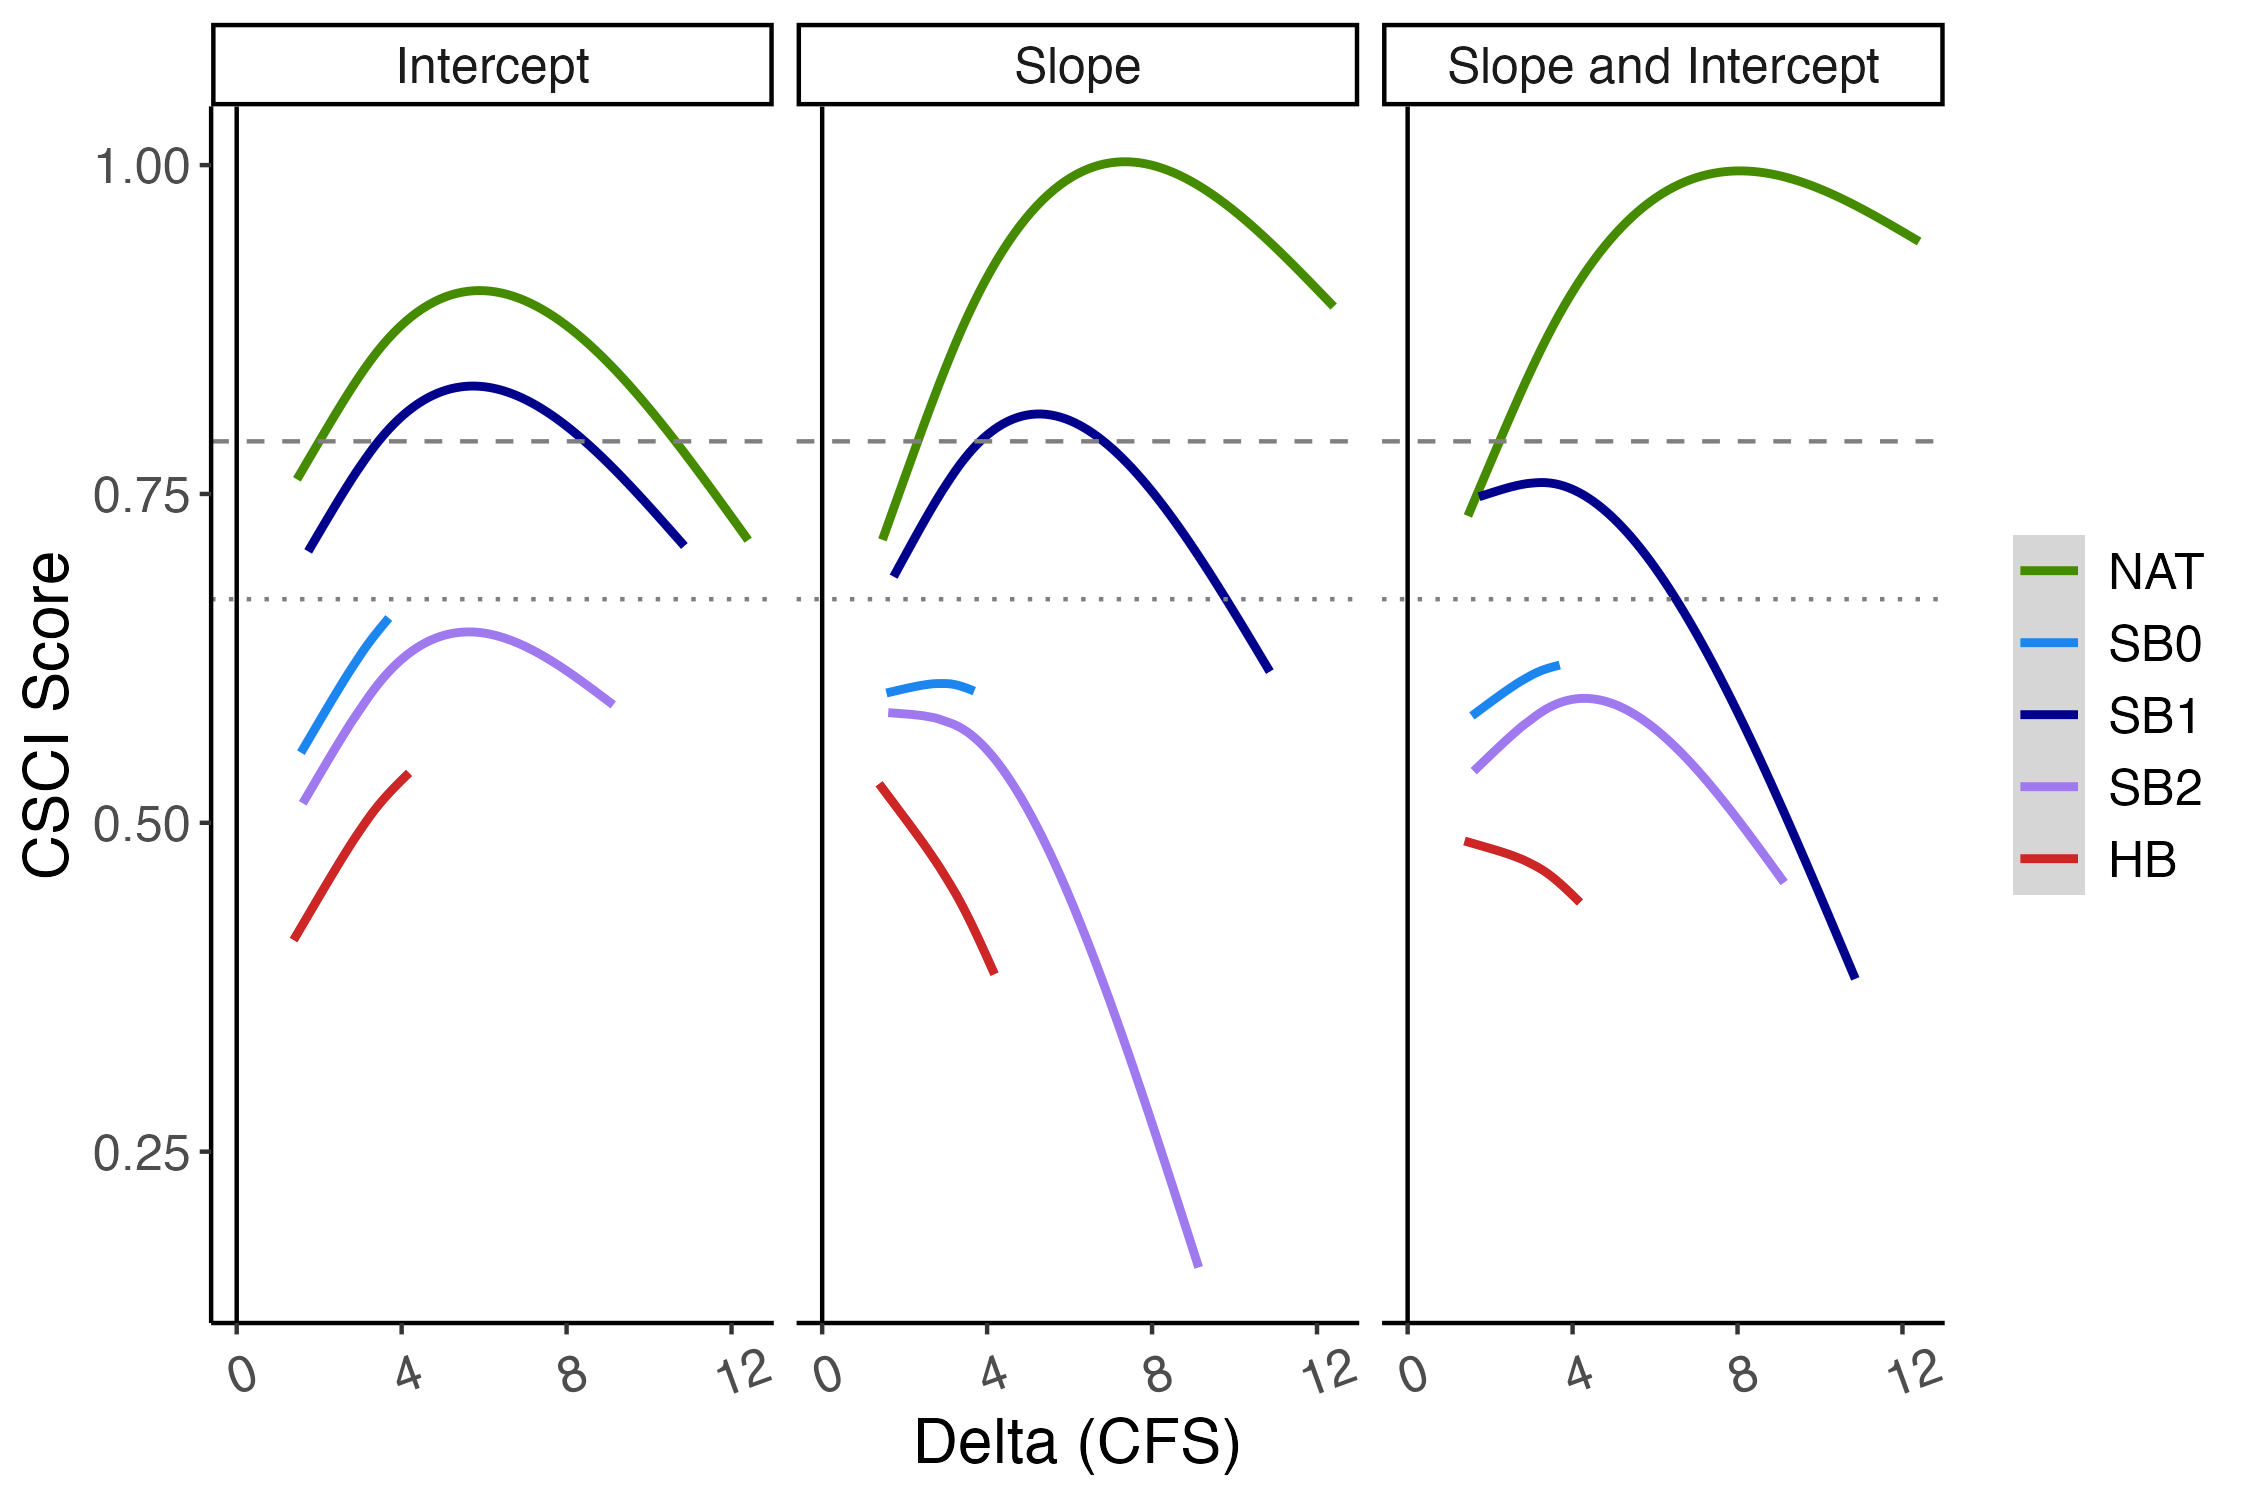 Intercept
Slope
Slope and Intercept
CSCI Score
1.00
0.75
0.50
0.25
0 4 8 12
0 4 8 12
0 4 8 12
Delta (CFS)
NAT
SB0
SB1
SB2
HB